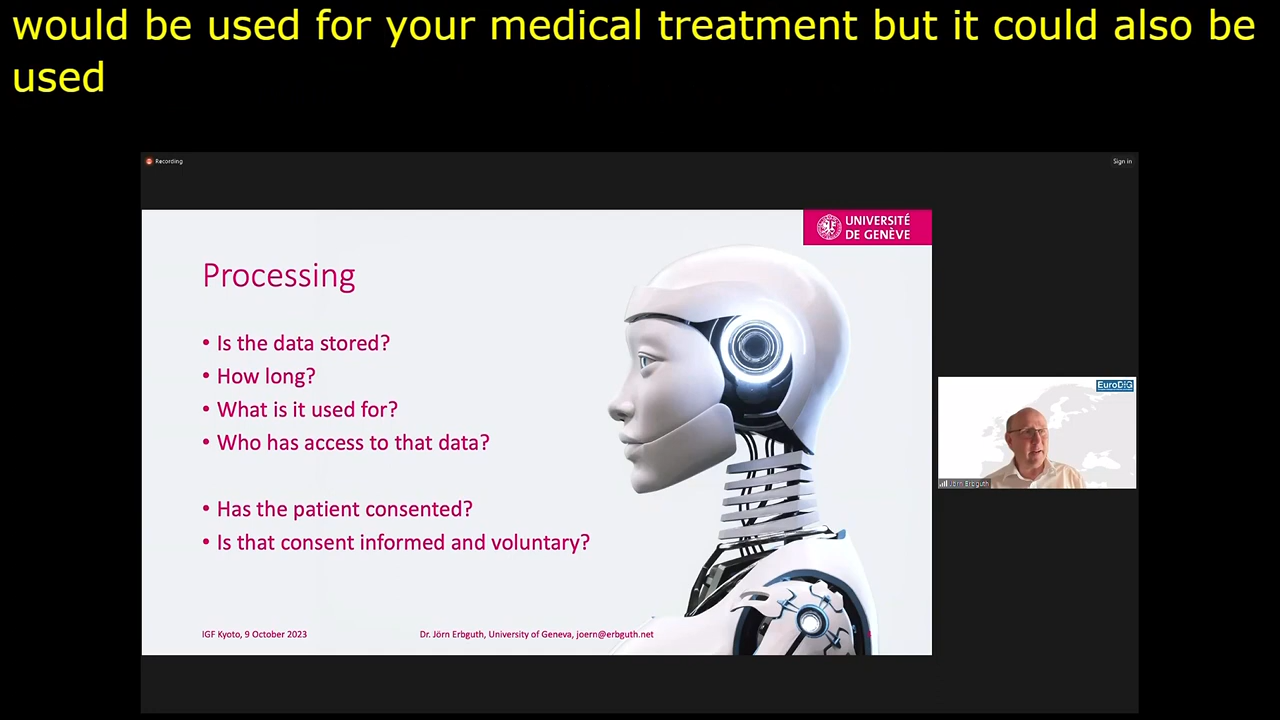 would be used for your medical treatment but it could also be
used
Recording
Sign in
UNIVERSITÉ
DE GENÈVE
Processing
• Is the data stored?
• How long?
• What is it used for?
• Who has access to that data?
• Has the patient consented?
• Is that consent informed and voluntary?
EuroDIG
Jörn Erbguth
IGF Kyoto, 9 October 2023
Dr. Jörn Erbguth, University of Geneva, joern@erbguth.net